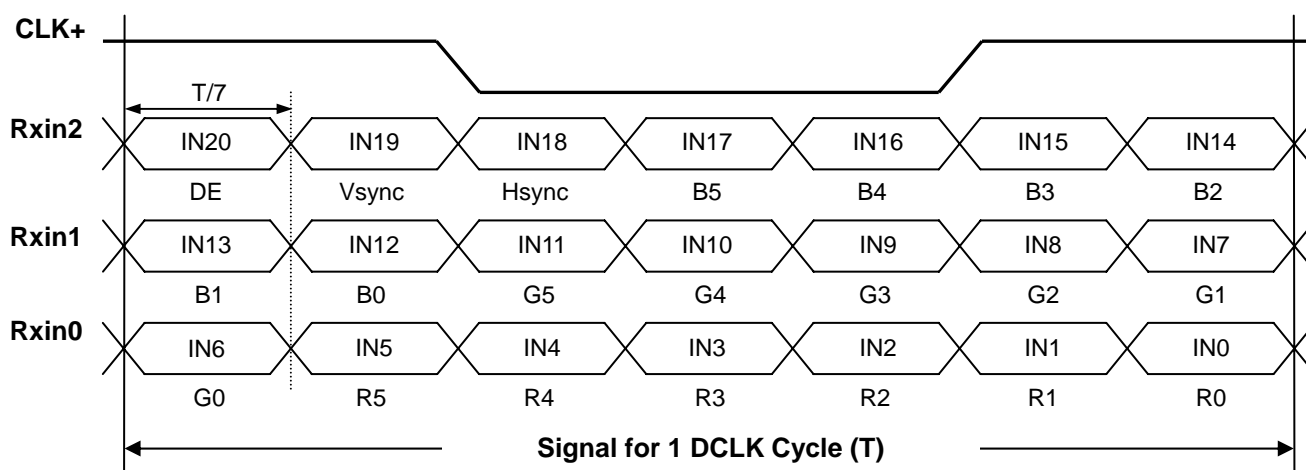 CLK+
T/7
Rxin2 IN20 IN19 IN18 IN17 IN16 IN15 IN14
DE Vsync Hsync B5 B4 B3 B2
Rxin1 IN13 IN12 IN11 IN10 IN9 IN8 IN7
B1 B0 G5 G4 G3 G2 G1
Rxin0 IN6 IN5 IN4 IN3 IN2 IN1 IN0
G0 R5 R4 R3 R2 R1 R0
Signal for 1 DCLK Cycle (T)